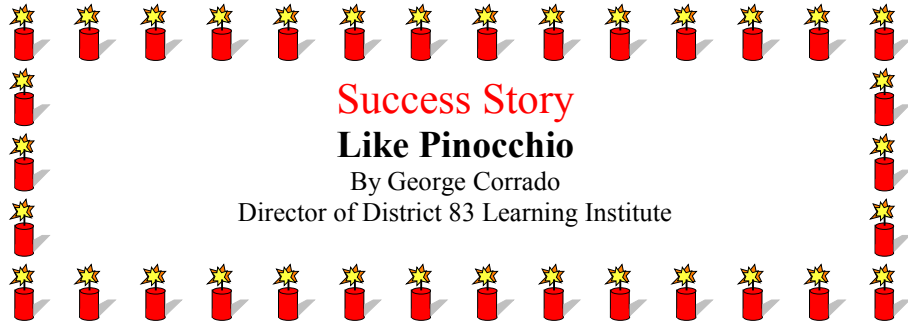 Success Story
Like Pinocchio
By George Corrado
Director of District 83 Learning Institute